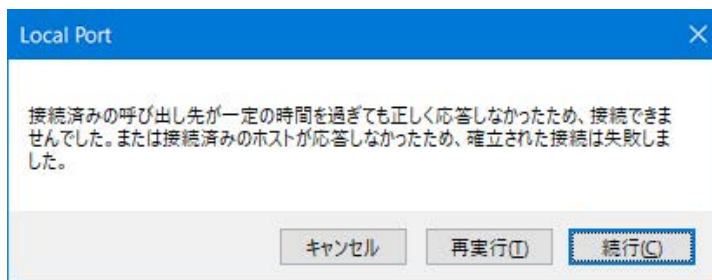 Local Port
接続済みの呼び出し先が一定の時間を過ぎても正しく応答しなかったため、接続できま
せんでした。または接続済みのホストが応答しなかったため、確立された接続は失敗しま
した。
キャンセル
再実行(T)
続行(C)